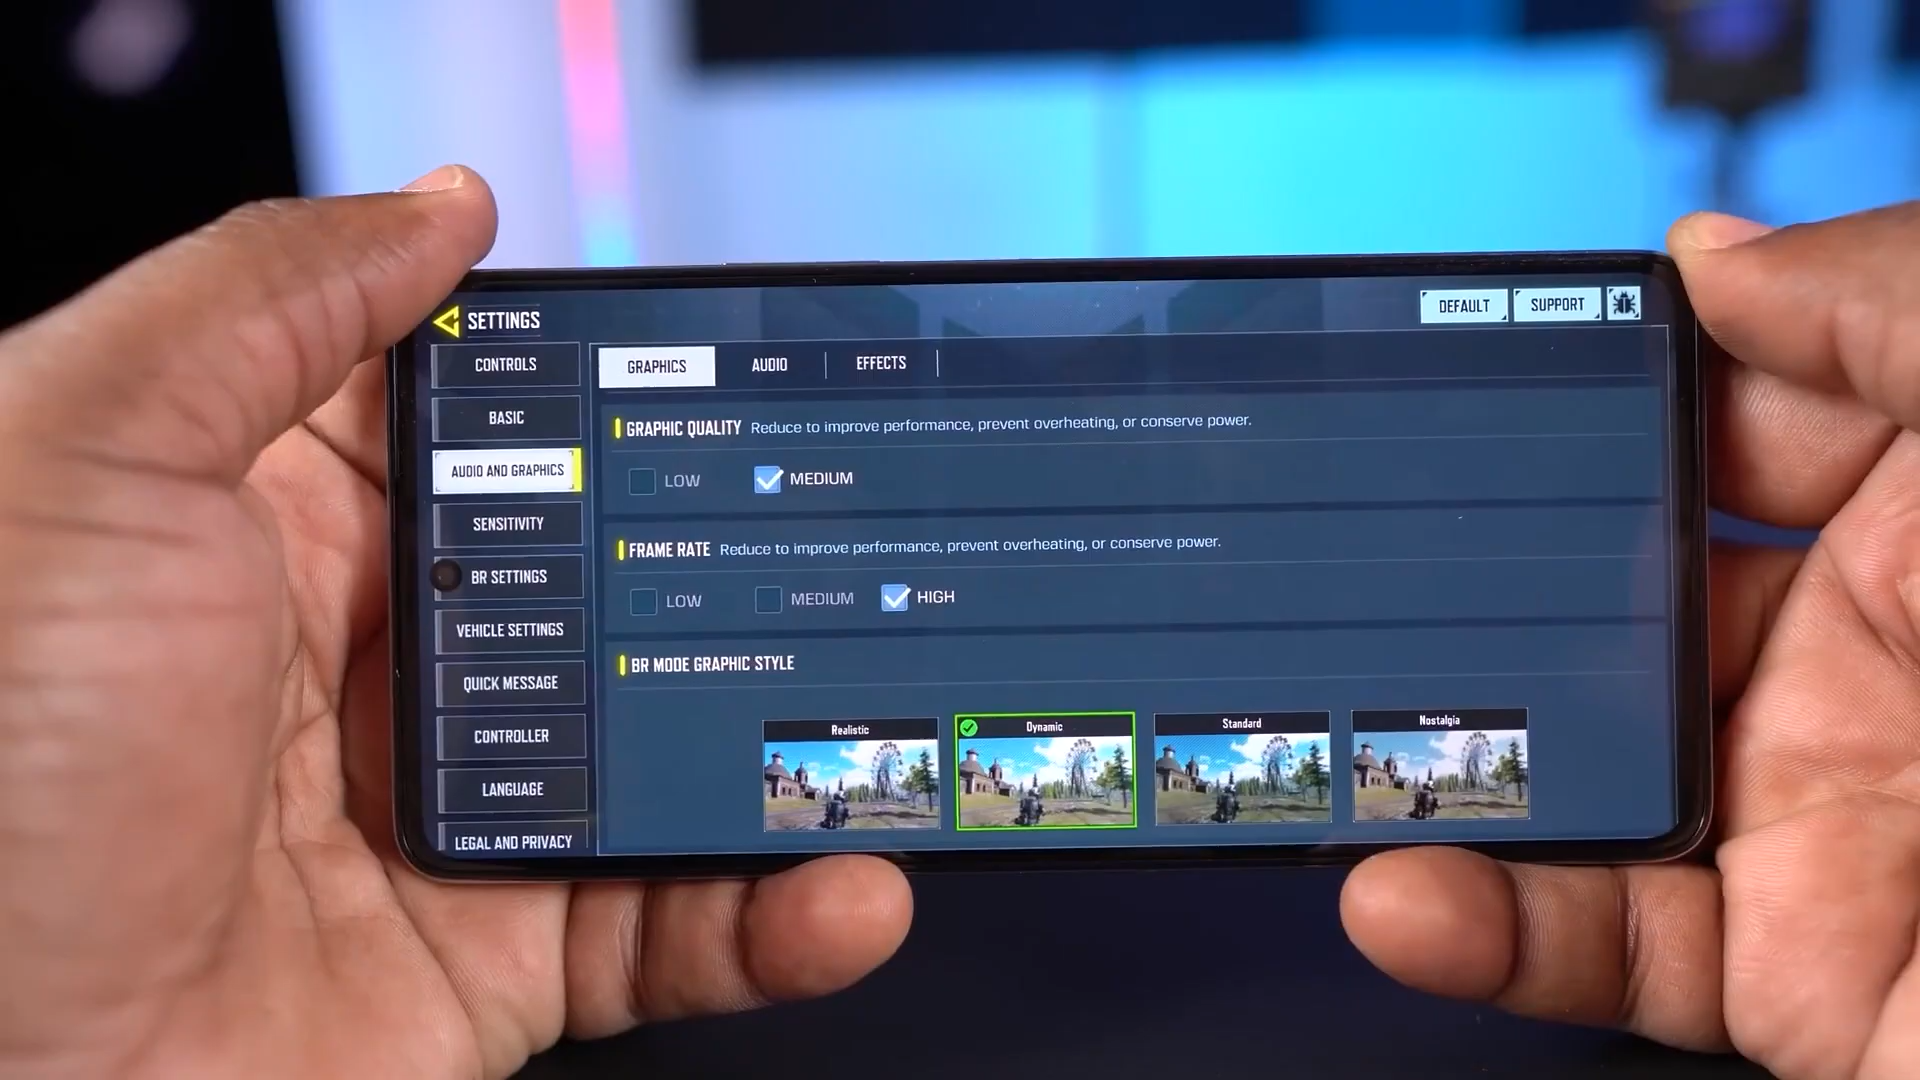 SETTINGS
DEFAULT
SUPPORT
CONTROLS
BASIC
AUDIO AND GRAPHICS
SENSITIVITY
BR SETTINGS
VEHICLE SETTINGS
QUICK MESSAGE
CONTROLLER
LANGUAGE
LEGAL AND PRIVACY
GRAPHICS
AUDIO
EFFECTS
GRAPHIC QUALITY Reduce to improve performance, prevent overheating, or conserve power.
LOW
MEDIUM
FRAME RATE Reduce to improve performance, prevent overheating, or conserve power.
LOW
MEDIUM
HIGH
BR MODE GRAPHIC STYLE
Realistic
Dynamic
Standard
Nostalgia